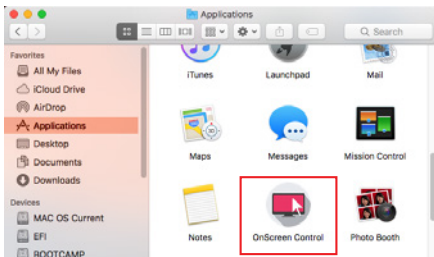 Applications
Search
Favorites
All My Files
iCloud Drive
AirDrop
Applications
Desktop
Documents
Downloads
Devices
MAC OS Current
EFI
BOOTCAMP
iTunes
Launchpad
Mail
Maps
Messages
Mission Control
Notes
OnScreen Control
Photo Booth